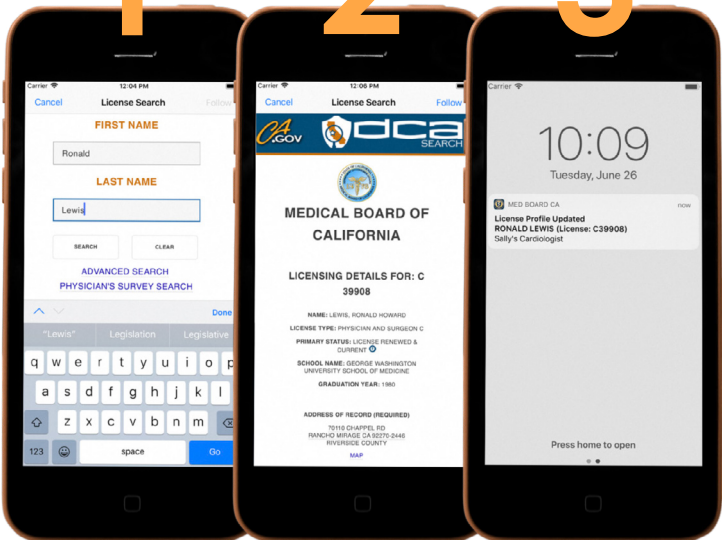 1
2
3
Carrier
12:04 PM
Cancel
License Search
Follow
FIRST NAME
Ronald
LAST NAME
Lewis
SEARCH
CLEAR
ADVANCED SEARCH
PHYSICIAN'S SURVEY SEARCH
Done
"Lewis"
Legislation
Legislative
q w e r t y u i o p
a s d f g h j k l
z x c v b n m
123
space
Go
Carrier
12:06 PM
Cancel
License Search
Follow
CA
.GOV
dca
SEARCH
MEDICAL BOARD OF
CALIFORNIA
LICENSING DETAILS FOR: C
39908
NAME: LEWIS, RONALD HOWARD
LICENSE TYPE: PHYSICIAN AND SURGEON C
PRIMARY STATUS: LICENSE RENEWED &
CURRENT
SCHOOL NAME: GEORGE WASHINGTON
UNIVERSITY SCHOOL OF MEDICINE
GRADUATION YEAR: 1980
ADDRESS OF RECORD (REQUIRED)
70110 CHAPPEL RD
RANCHO MIRAGE CA 92270-2446
RIVERSIDE COUNTY
MAP
Carrier
10:09
Tuesday, June 26
MED BOARD CA
now
License Profile Updated
RONALD LEWIS (License: C39908)
Sally's Cardiologist
Press home to open